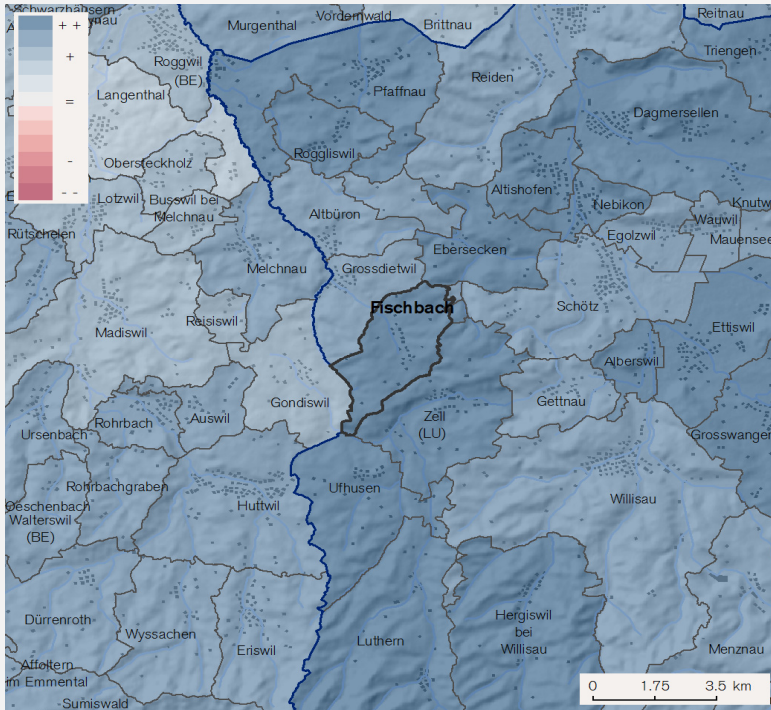 Schwarzhäusern
Murgenthal
Vordemwald
Brittnau
Reitnau
+ +
+
=
-
- -
Roggwil
(BE)
Langenthal
Pfaffnau
Reiden
Triengen
Dagmersellen
Obersteckholz
Roggliswil
Lotzwil
Busswil bei
Melchnau
Altbüron
Altishofen
Nebikon
Knutw
Wauwil
Egolzwil
Mauensee
Rütschelen
Ebersecken
Melchnau
Grossdietwil
Fischbach
Schötz
Reisiswil
Madiswil
Ettiswil
Alberswil
Gondiswil
Gettnau
Auswil
Rohrbach
Ursenbach
Zell
(LU)
Grosswangen
Rohrbachgraben
Ufhusen
Huttwil
Willisau
Oeschenbach
Walterswil
(BE)
Dürrenroth
Wyssachen
Eriswil
Luthern
Hergiswil
bei
Willisau
Menznau
Affoltern
im Emmental
Sumiswald
0 1.75 3.5 km